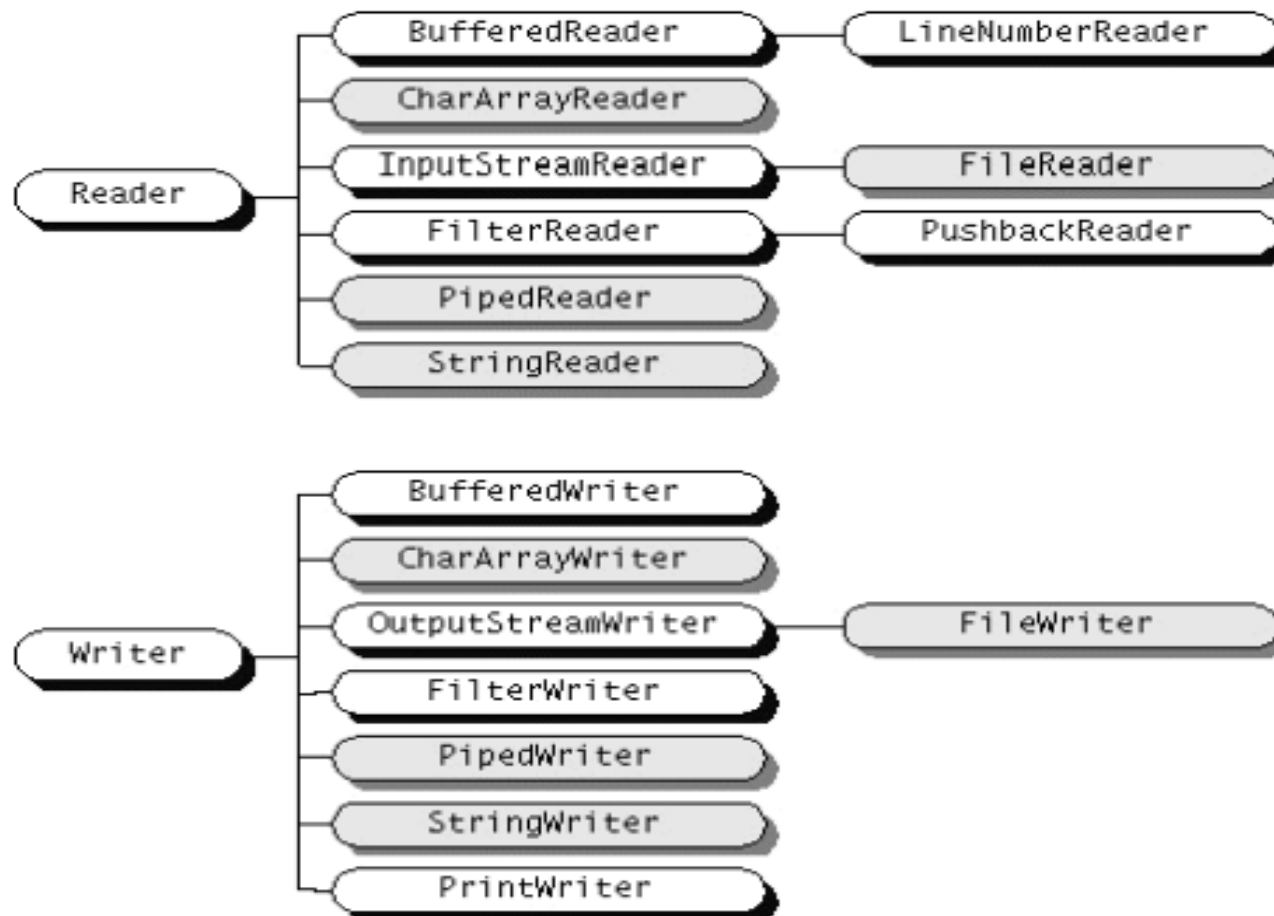 BufferedReader LineNumberReader
CharArrayReader
InputStreamReader FileReader
Reader
FilterReader PushbackReader
PipedReader
StringReader
BufferedWriter
CharArrayWriter
OutputStreamWriter FileWriter
Writer
FilterWriter
PipedWriter
StringWriter
PrintWriter